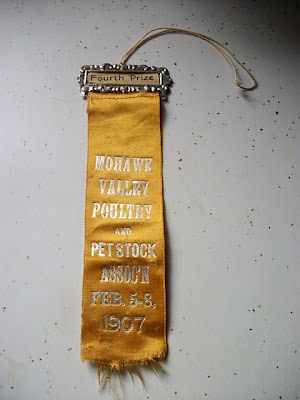 Fourth Prize
MOHAWK
VALLEY
POULTRY
AND
PET STOCK
ASSOC'N
FEB. 5-8,
1907